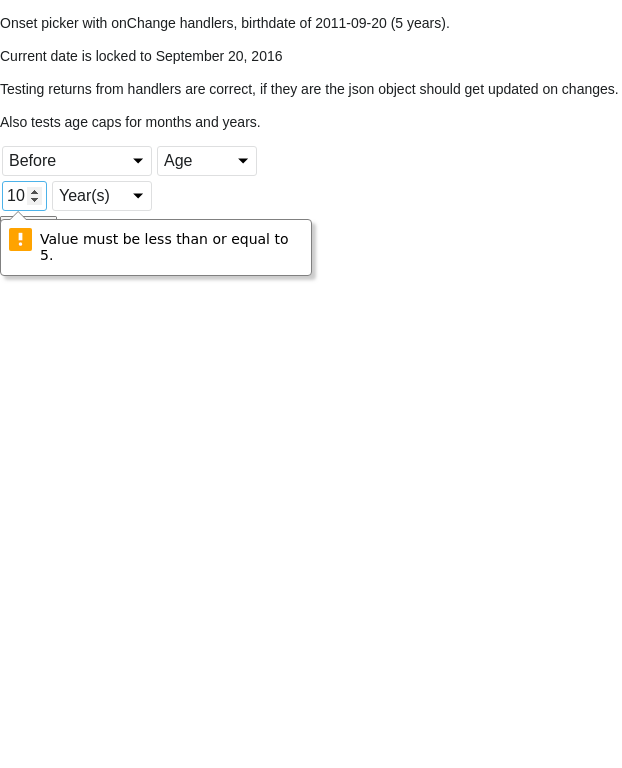 Onset picker with onChange handlers, birthdate of 2011-09-20 (5 years).
Current date is locked to September 20, 2016
Testing returns from handlers are correct, if they are the json object should get updated on changes.
Also tests age caps for months and years.
Before Age
10 Year(s)
Value must be less than or equal to
5.